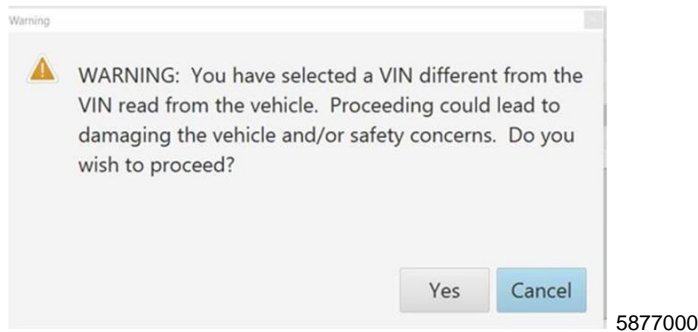 Warning
WARNING: You have selected a VIN different from the
VIN read from the vehicle. Proceeding could lead to
damaging the vehicle and/or safety concerns. Do you
wish to proceed?
Yes Cancel
5877000